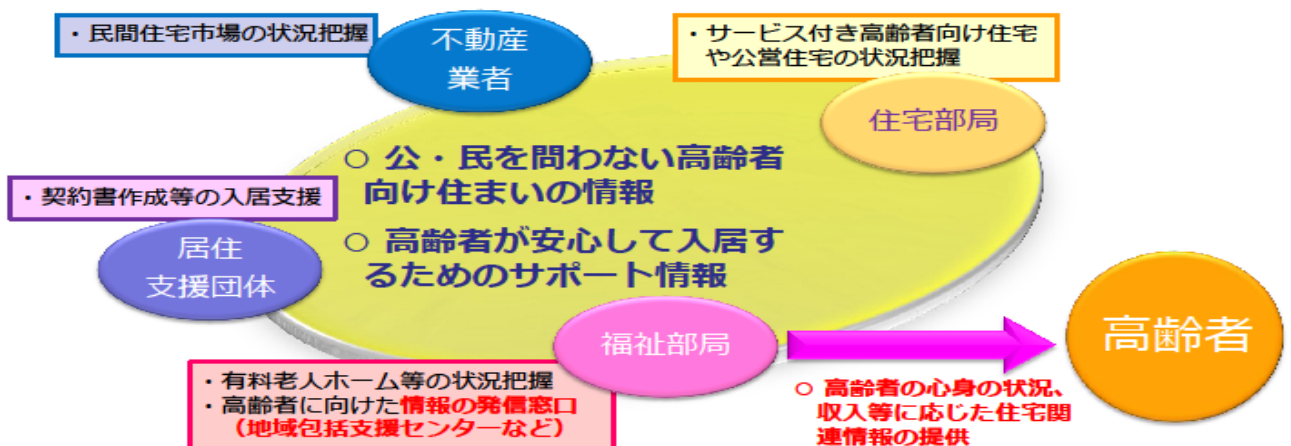 ・民間住宅市場の状況把握
不動産
業者
・サービス付き高齢者向け住宅
や公営住宅の状況把握
住宅部局
○ 公・民を問わない高齢者
向け住まいの情報
・契約書作成等の入居支援
居住
支援団体
○ 高齢者が安心して入居す
るためのサポート情報
福祉部局
高齢者
・有料老人ホーム等の状況把握
・高齢者に向けた情報の発信窓口
（地域包括支援センターなど）
○ 高齢者の心身の状況、
収入等に応じた住宅関
連情報の提供